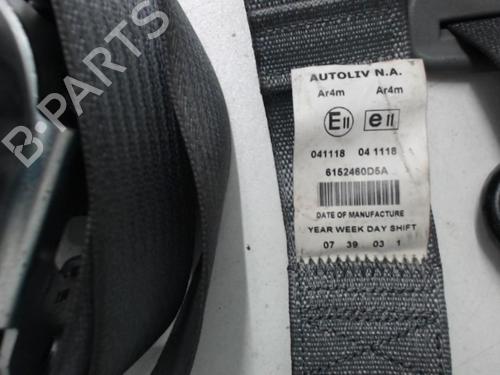 B-PARTS
AUTOLIV N.A.
Ar4m Ar4m
E11 e11
041118 04 1118
6152460D5A
DATE OF MANUFACTURE
YEAR WEEK DAY SHIFT
07 39 03 1